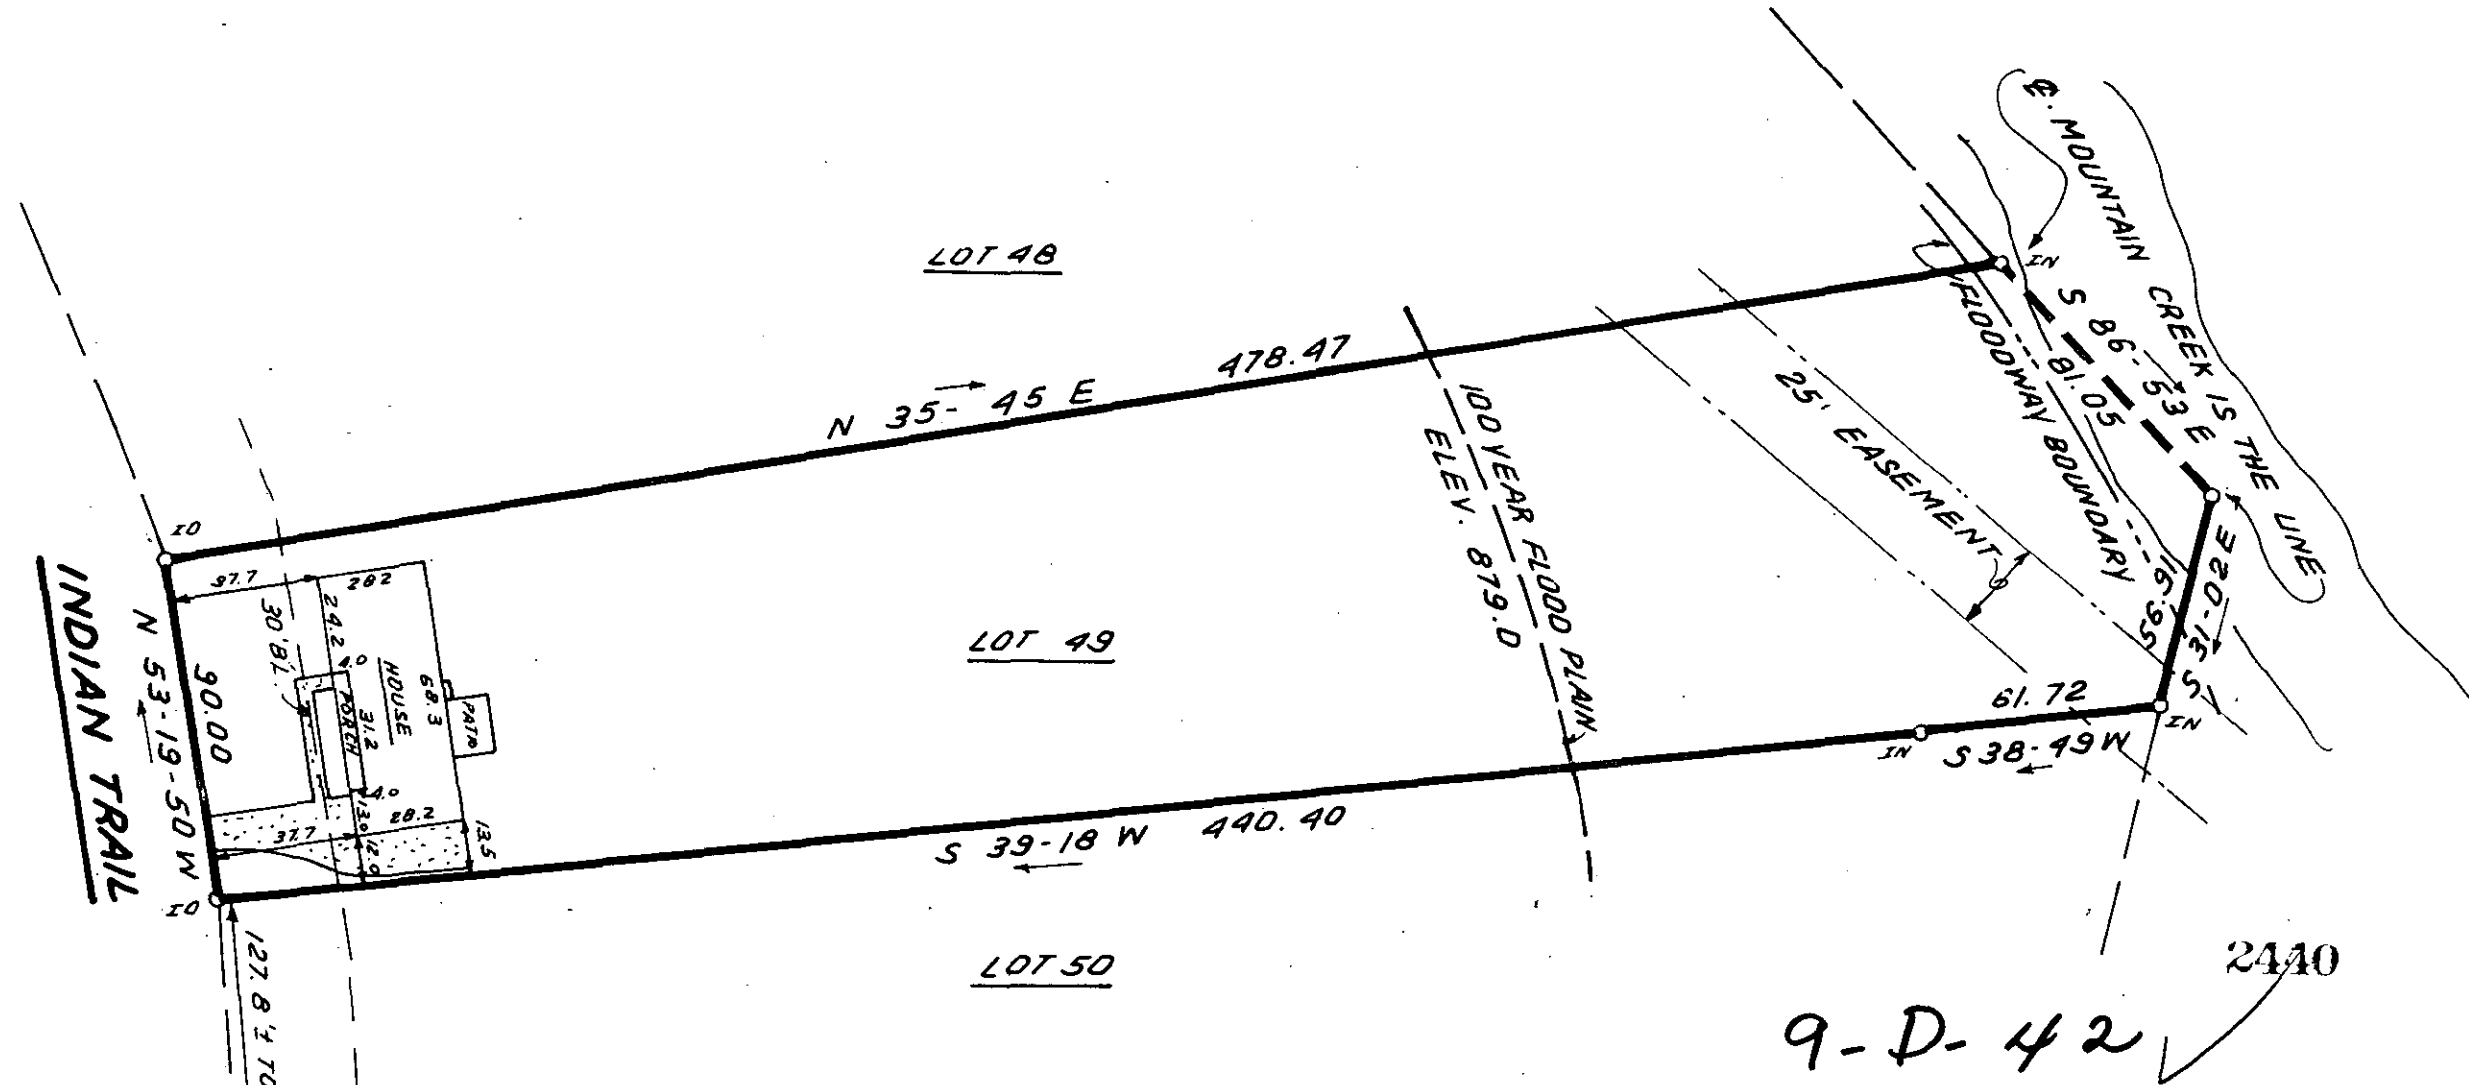 LOT 48
N 35-45 E 478.47
℄. MOUNTAIN CREEK IS THE LINE
IN
S 86-53 E
81.05
FLOODWAY BOUNDARY
25' EASEMENT
100 YEAR FLOOD PLAIN
ELEV. 879.0
S 31-02 E
56.91
IO
INDIAN TRAIL
N 53-19-50 W
90.00
37.7
28.2
24.2
30' B.L.
4.0
HOUSE
31.2
PORCH
68.3
PATIO
4.0
13.0
28.2
37.7
12.0
13.5
LOT 49
61.72
IN
S 38-49 W
IN
S 39-18 W 440.40
IO
127.8'± TO
LOT 50
2440
9-D-42